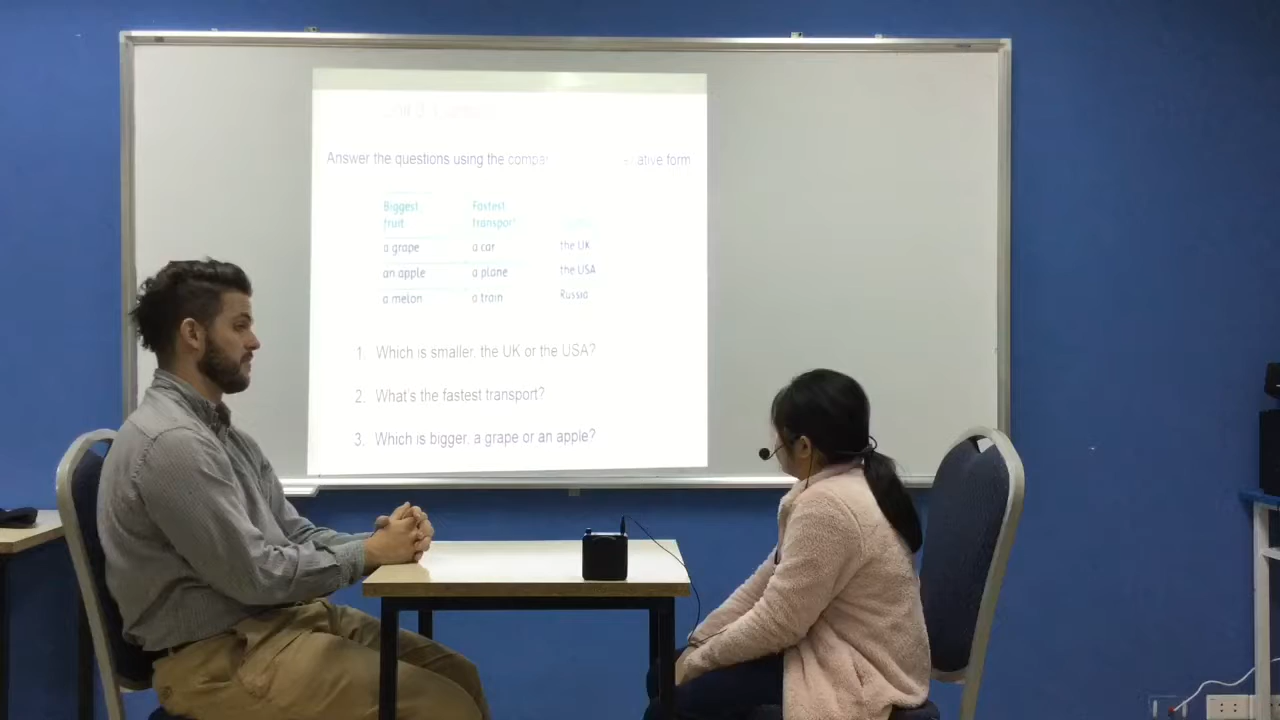 Answer the questions using the ative form
Biggest Fastest
fruit transport
a grape a car the UK
an apple a plane the USA
a melon a train Russia
1. Which is smaller, the UK or the USA?
2. What's the fastest transport?
3. Which is bigger, a grape or an apple?